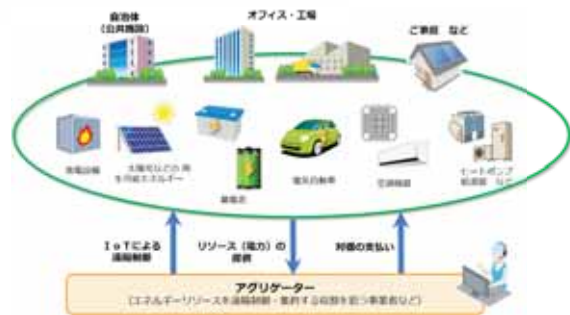 自治体
(公共施設)
オフィス・工場
ご家庭 など
発電設備
太陽光などの 再
生可能エネルギー
蓄電池
電気自動車
空調機器
ヒートポンプ
給湯器 など
IoTによる
遠隔制御
リソース(電力)の
提供
対価の支払い
アグリゲーター
(エネルギーリソースを遠隔制御・集約する役割を担う事業者など)